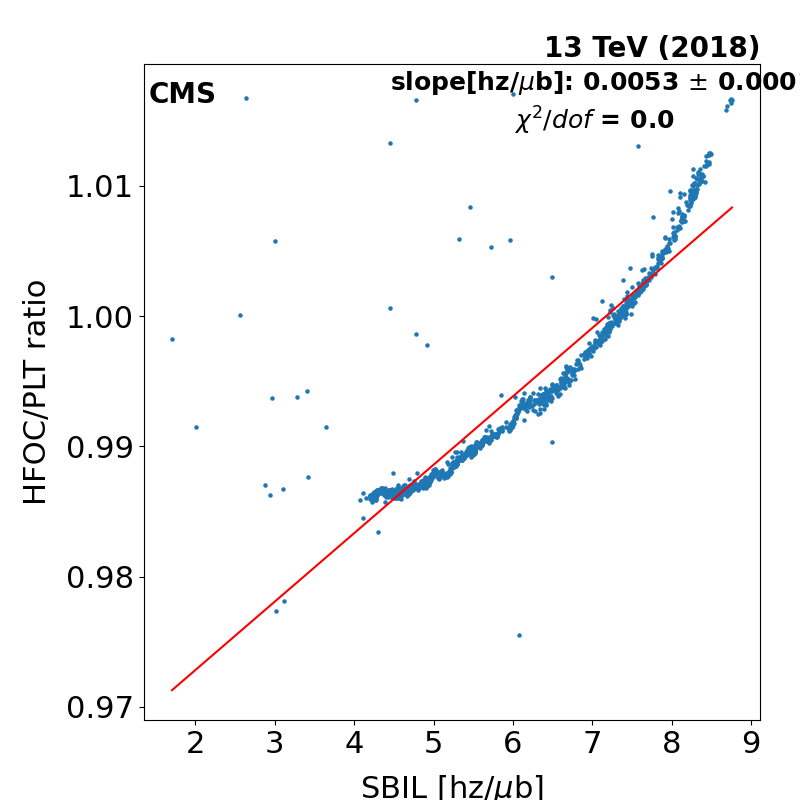 13 TeV (2018)
CMS
slope[hz/μb]: 0.0053 ± 0.000
χ²/dof = 0.0
HFOC/PLT ratio
1.01
1.00
0.99
0.98
0.97
2 3 4 5 6 7 8 9
SBIL [hz/μb]